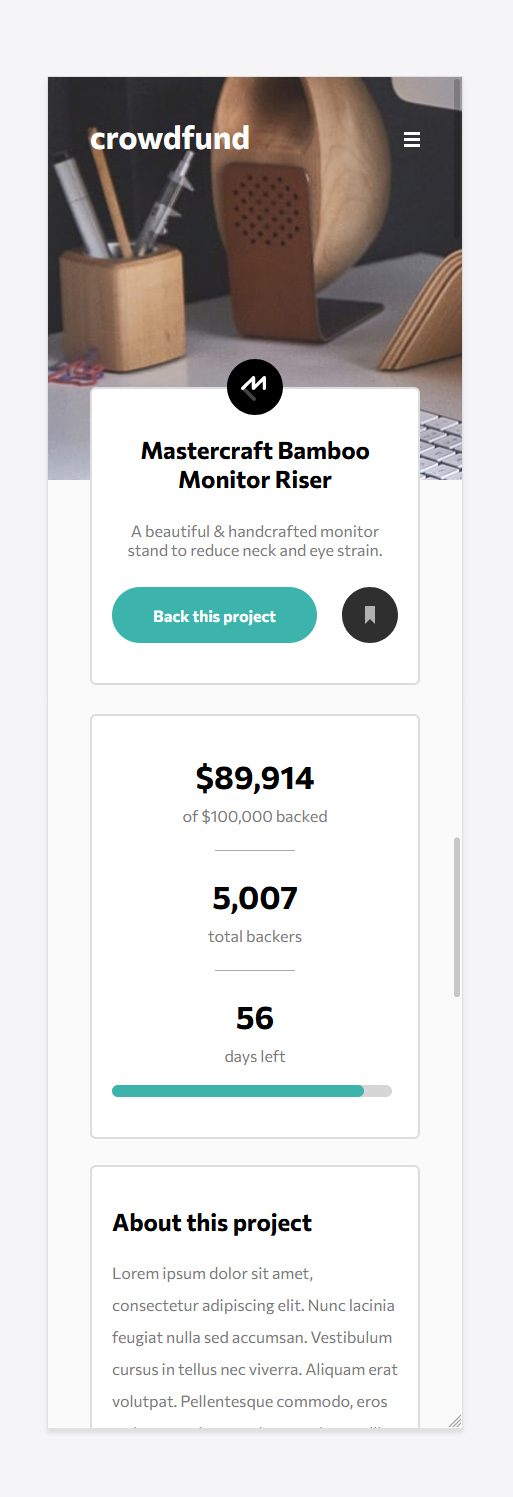 crowdfund
Mastercraft Bamboo
Monitor Riser
A beautiful & handcrafted monitor
stand to reduce neck and eye strain.
Back this project
$89,914
of $100,000 backed
5,007
total backers
56
days left
About this project
Lorem ipsum dolor sit amet,
consectetur adipiscing elit. Nunc lacinia
feugiat nulla sed accumsan. Vestibulum
cursus in tellus nec viverra. Aliquam erat
volutpat. Pellentesque commodo, eros